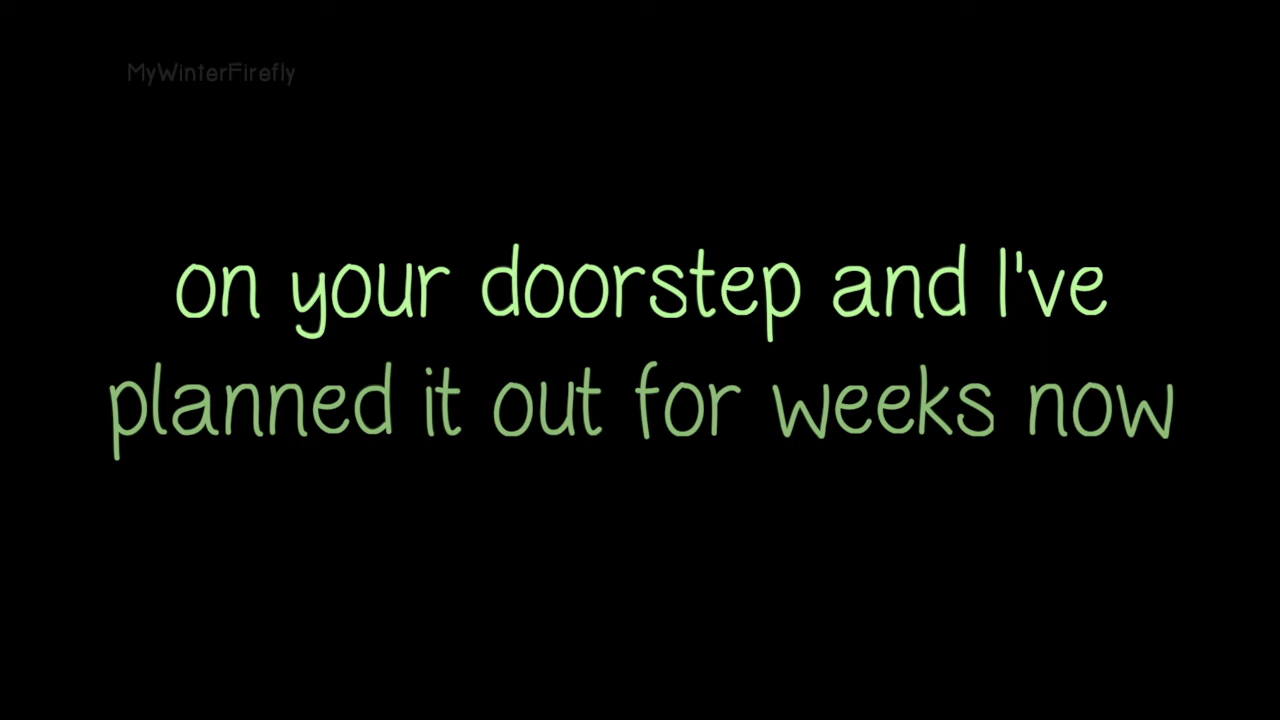 MyWinterFirefly
on your doorstep and I've
planned it out for weeks now